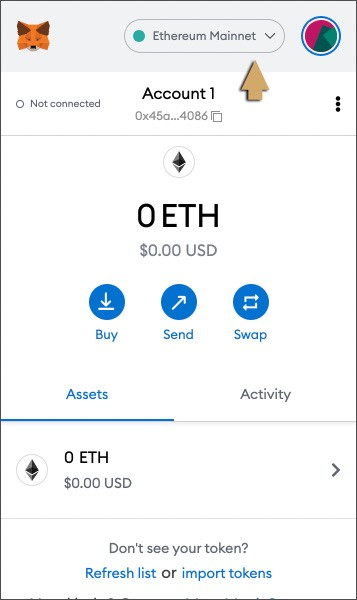 Ethereum Mainnet
Not connected
Account 1
0x45a...4086
0 ETH
$0.00 USD
Buy
Send
Swap
Assets
Activity
0 ETH
$0.00 USD
Don't see your token?
Refresh list or import tokens